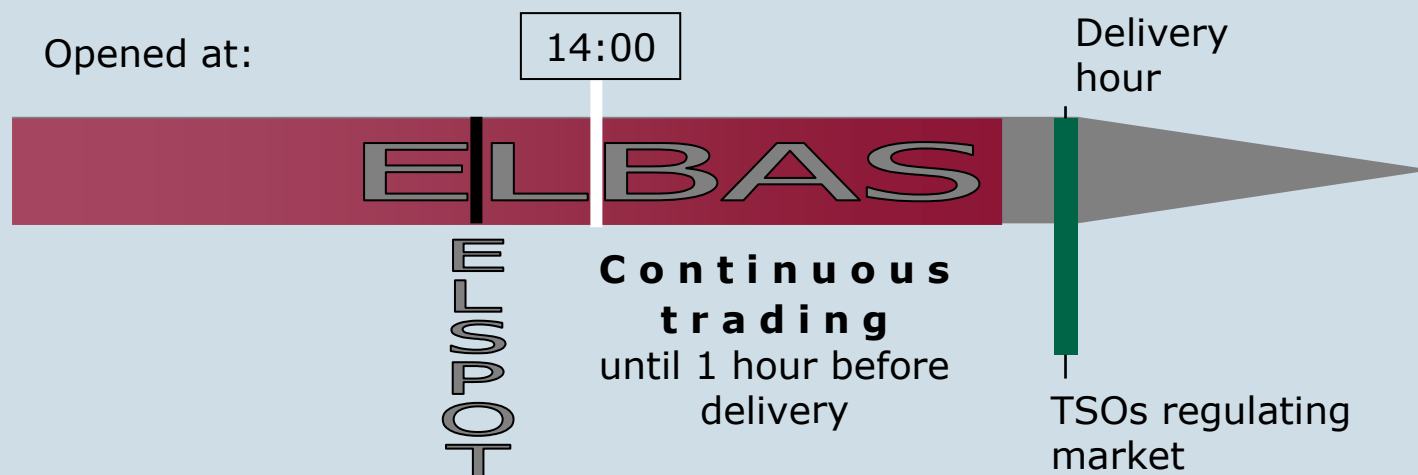 Opened at:
14:00
Delivery
hour
ELBAS
ELSPOT
Continuous
trading
until 1 hour before
delivery
TSOs regulating
market